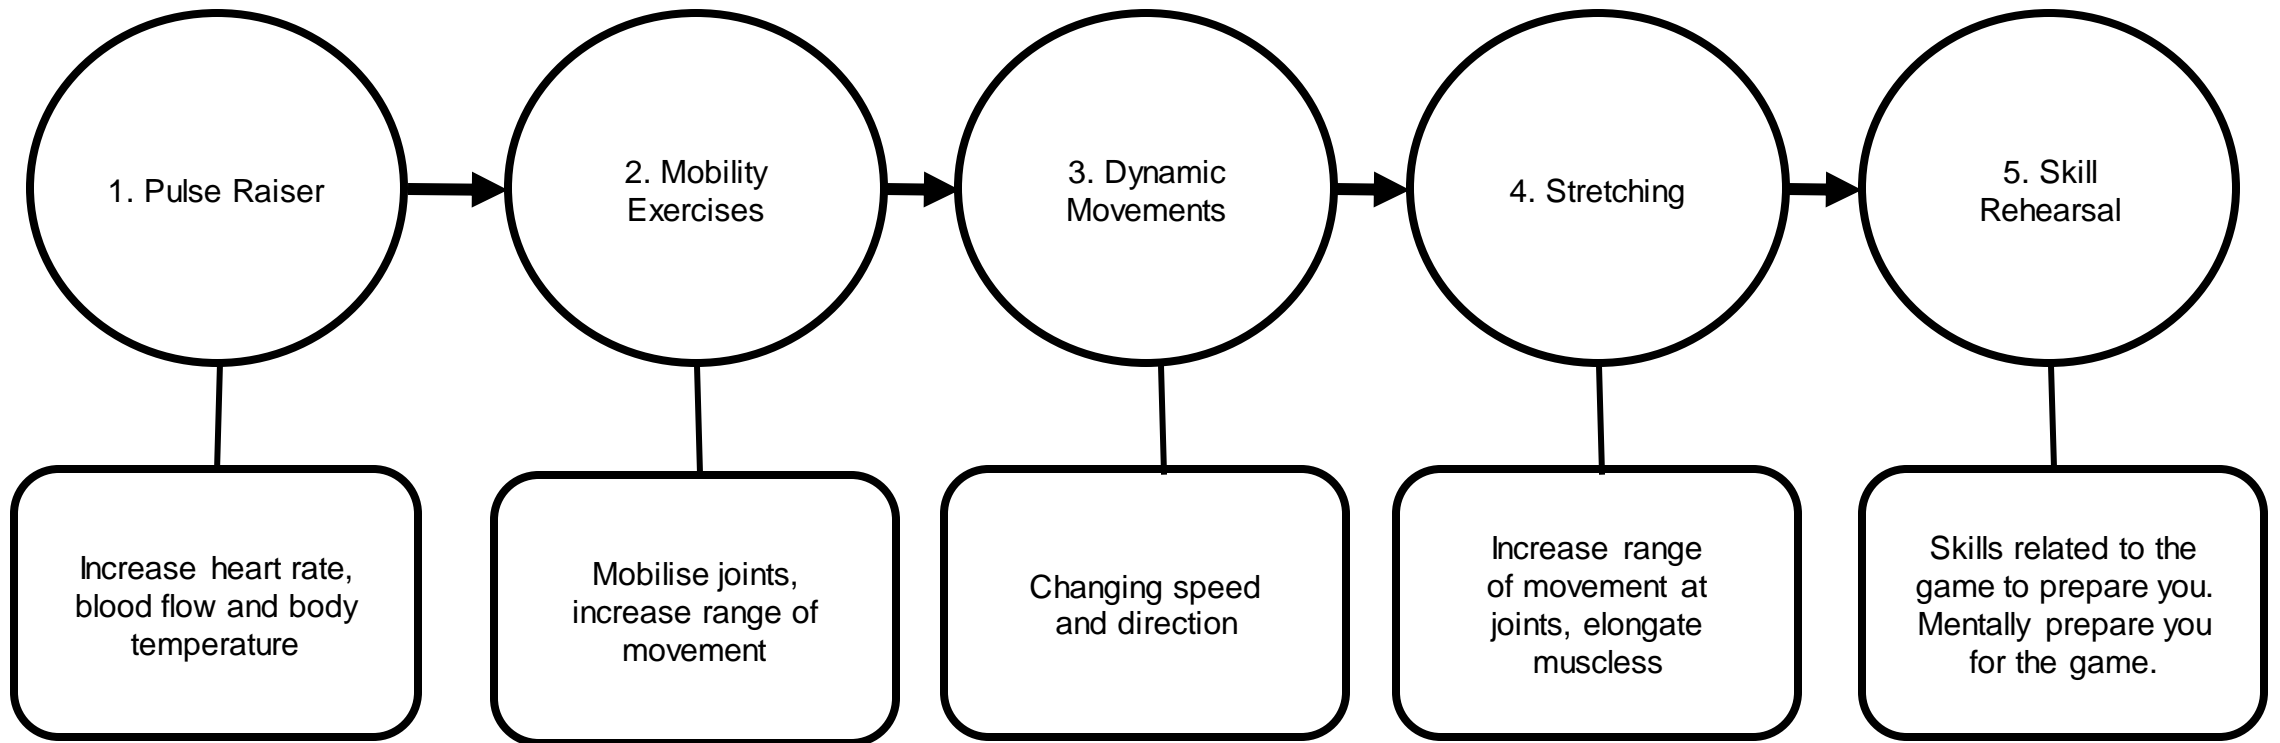 1. Pulse Raiser
2. Mobility
Exercises
3. Dynamic
Movements
4. Stretching
5. Skill
Rehearsal
Increase heart rate,
blood flow and body
temperature
Mobilise joints,
increase range of
movement
Changing speed
and direction
Increase range
of movement at
joints, elongate
muscless
Skills related to the
game to prepare you.
Mentally prepare you
for the game.